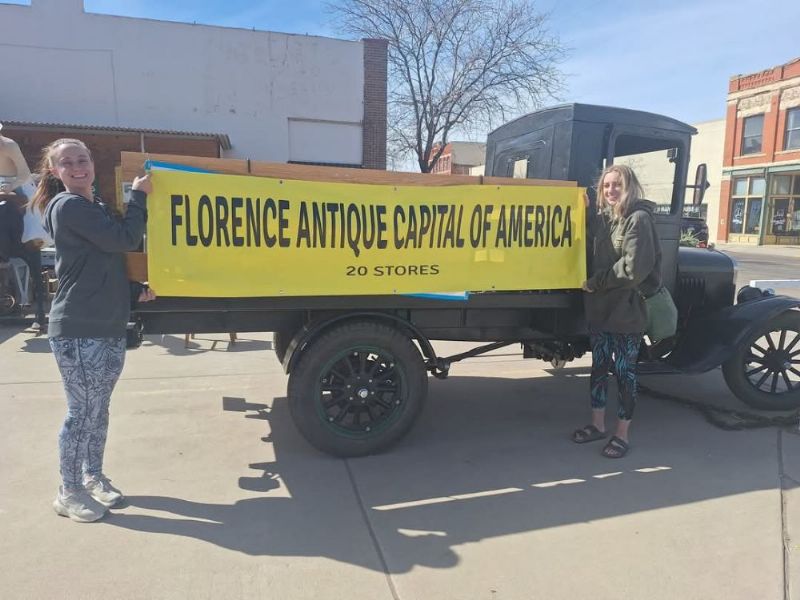 FLORENCE ANTIQUE CAPITAL OF AMERICA
20 STORES